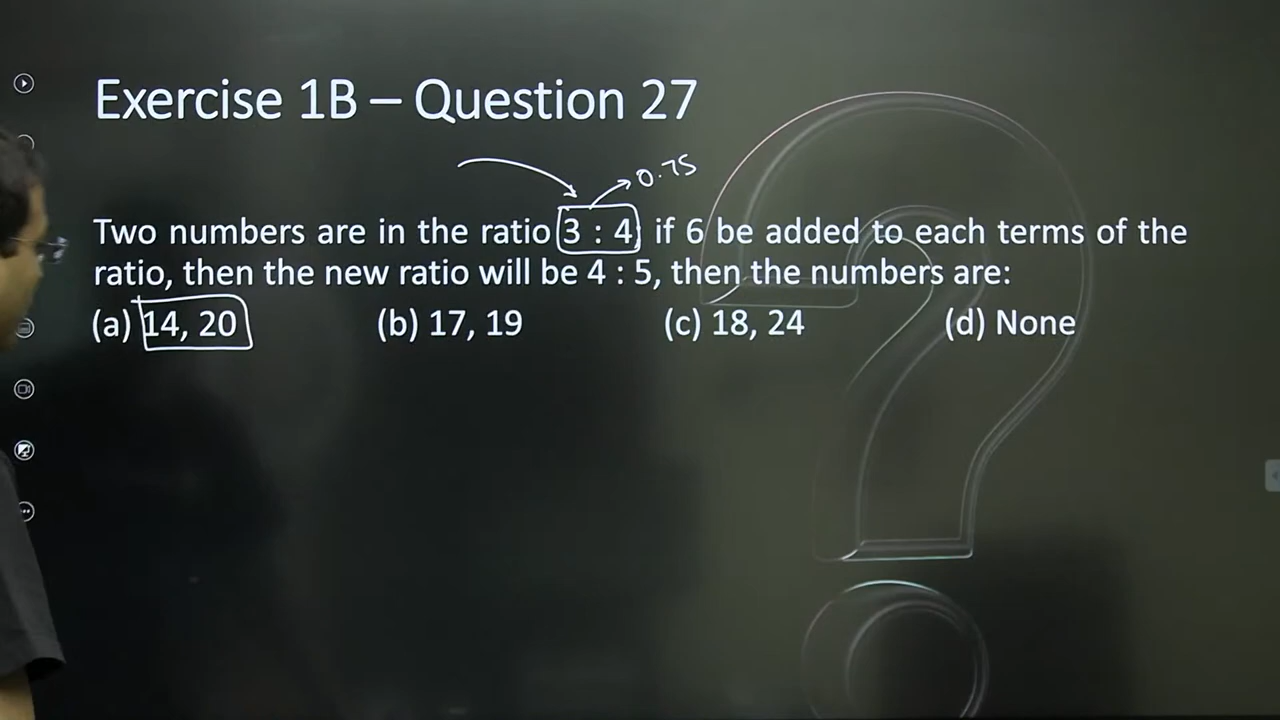 Exercise 1B – Question 27
0.75
Two numbers are in the ratio 3 : 4, if 6 be added to each terms of the
ratio, then the new ratio will be 4 : 5, then the numbers are:
(a) 14, 20 (b) 17, 19 (c) 18, 24 (d) None